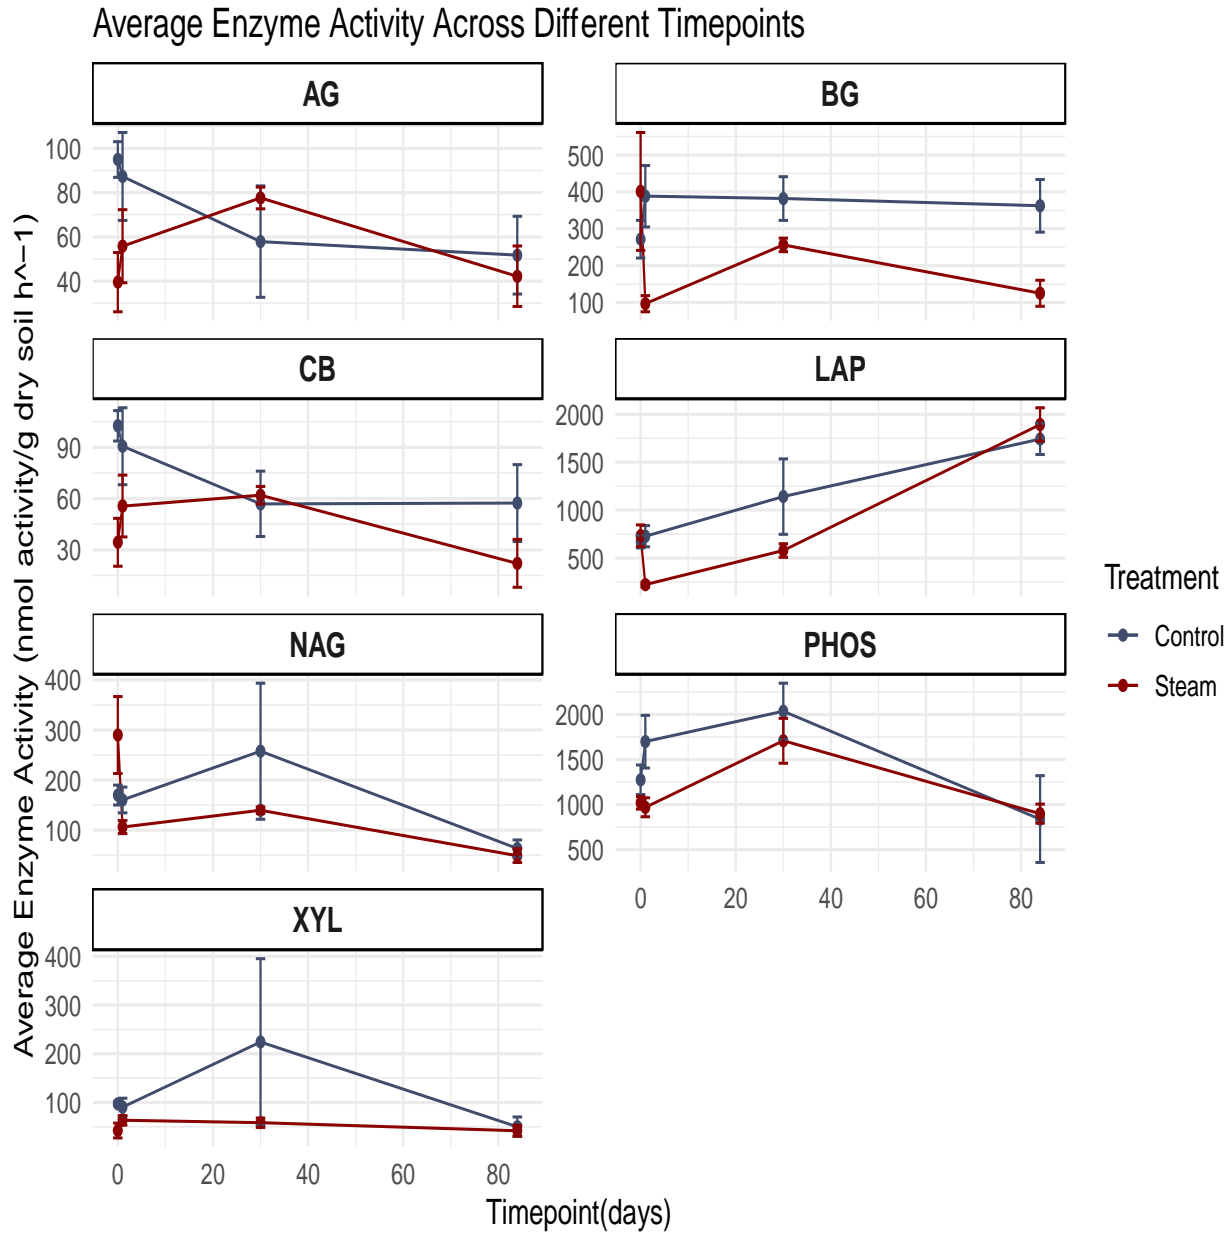 Average Enzyme Activity Across Different Timepoints
Average Enzyme Activity (nmol activity/g dry soil h^−1)
AG
100
80
60
40
BG
500
400
300
200
100
CB
90
60
30
LAP
2000
1500
1000
500
NAG
400
300
200
100
PHOS
2000
1500
1000
500
0 20 40 60 80
XYL
400
300
200
100
0 20 40 60 80
Timepoint(days)
Treatment
Control
Steam